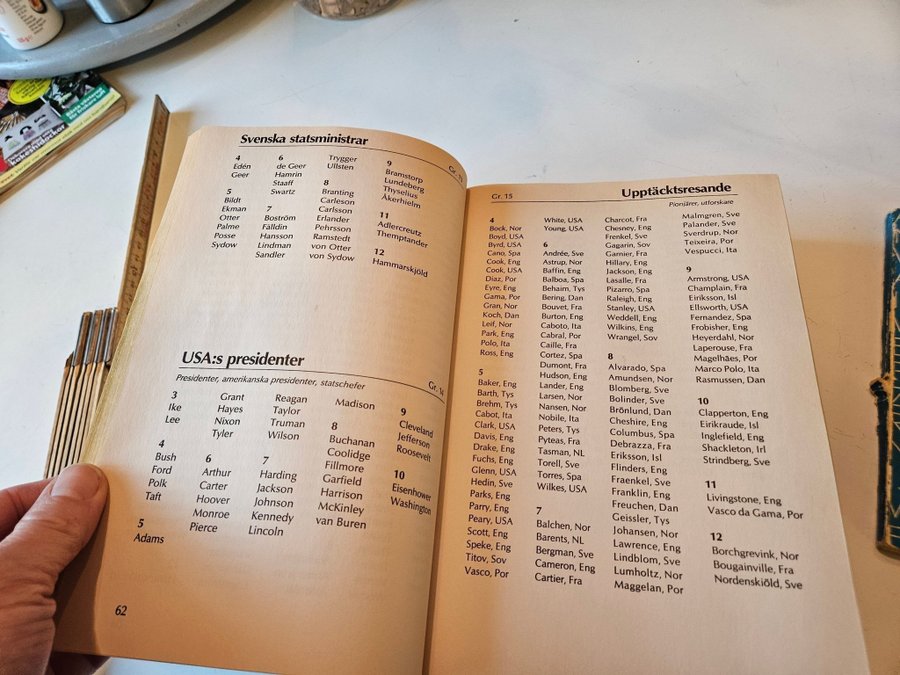 Svenska statsministrar
4
Edén
Geer
5
Bildt
Ekman
Otter
Palme
Posse
Sydow
6
de Geer
Hamrin
Staaff
Swartz
7
Boström
Fälldin
Hansson
Lindman
Sandler
Trygger
Ullsten
8
Branting
Carleson
Carlsson
Erlander
Pehrsson
Ramstedt
von Otter
von Sydow
9
Bramstorp
Lundeberg
Thyselius
Åkerhielm
11
Adlercreutz
Themptander
12
Hammarskjöld
USA:s presidenter
Gr. 14
Presidenter, amerikanska presidenter, statschefer
3
Ike
Lee
4
Bush
Ford
Polk
Taft
5
Adams
Grant
Hayes
Nixon
Tyler
6
Arthur
Carter
Hoover
Monroe
Pierce
Reagan
Taylor
Truman
Wilson
7
Harding
Jackson
Johnson
Kennedy
Lincoln
Madison
8
Buchanan
Coolidge
Fillmore
Garfield
Harrison
McKinley
van Buren
9
Cleveland
Jefferson
Roosevelt
10
Eisenhower
Washington
62
Gr. 15
Upptäcktsresande
Pionjärer, utforskare
4
Bock, Nor
Boyd, USA
Byrd, USA
Cano, Spa
Cook, Eng
Cook, USA
Diaz, Por
Eyre, Eng
Gama, Por
Gran, Nor
Koch, Dan
Leif, Nor
Park, Eng
Polo, Ita
Ross, Eng
5
Baker, Eng
Barth, Tys
Brehm, Tys
Cabot, Ita
Clark, USA
Davis, Eng
Drake, Eng
Fuchs, Eng
Glenn, USA
Hedin, Sve
Parks, Eng
Parry, Eng
Peary, USA
Scott, Eng
Speke, Eng
Titov, Sov
Vasco, Por
White, USA
Young, USA
6
Andrée, Sve
Astrup, Nor
Baffin, Eng
Balboa, Spa
Behaim, Tys
Bering, Dan
Bouvet, Fra
Burton, Eng
Caboto, Ita
Cabral, Por
Caille, Fra
Cortez, Spa
Dumont, Fra
Hudson, Eng
Lander, Eng
Larsen, Nor
Nansen, Nor
Nobile, Ita
Peters, Tys
Pyteas, Fra
Tasman, NL
Torell, Sve
Torres, Spa
Wilkes, USA
7
Balchen, Nor
Barents, NL
Bergman, Sve
Cameron, Eng
Cartier, Fra
Charcot, Fra
Chesney, Eng
Frenkel, Sve
Gagarin, Sov
Garnier, Fra
Hillary, Eng
Jackson, Eng
Lasalle, Fra
Pizarro, Spa
Raleigh, Eng
Stanley, USA
Weddell, Eng
Wilkins, Eng
Wrangel, Sov
8
Alvarado, Spa
Amundsen, Nor
Blomberg, Sve
Bolinder, Sve
Brönlund, Dan
Cheshire, Eng
Columbus, Spa
Debrazza, Fra
Eriksson, Isl
Flinders, Eng
Fraenkel, Sve
Franklin, Eng
Freuchen, Dan
Geissler, Tys
Johansen, Nor
Lawrence, Eng
Lindblom, Sve
Lumholtz, Nor
Maggelan, Por
Malmgren, Sve
Palander, Sve
Sverdrup, Nor
Teixeira, Por
Vespucci, Ita
9
Armstrong, USA
Champlain, Fra
Eiriksson, Isl
Ellsworth, USA
Fernandez, Spa
Frobisher, Eng
Heyerdahl, Nor
Laperouse, Fra
Magelhäes, Por
Marco Polo, Ita
Rasmussen, Dan
10
Clapperton, Eng
Eirikraude, Isl
Inglefield, Eng
Shackleton, Irl
Strindberg, Sve
11
Livingstone, Eng
Vasco da Gama, Por
12
Borchgrevink, Nor
Bougainville, Fra
Nordenskiöld, Sve